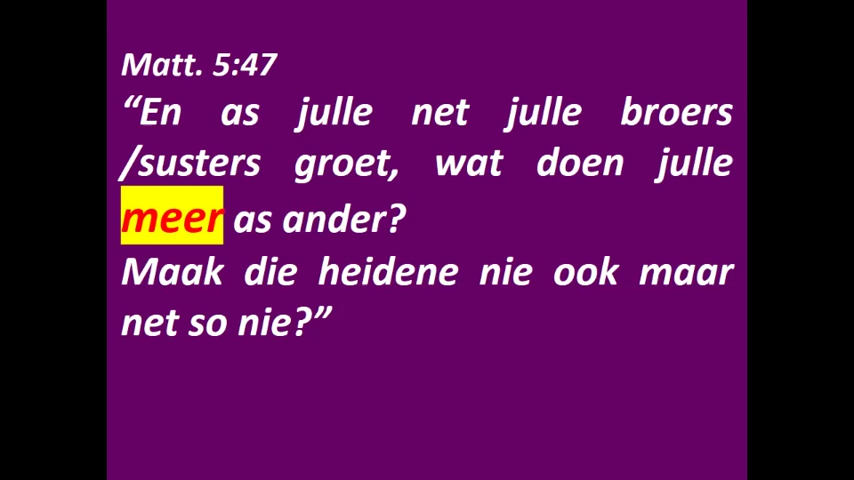 Matt. 5:47
“En as julle net julle broers
/susters groet, wat doen julle
meer as ander?
Maak die heidene nie ook maar
net so nie?”